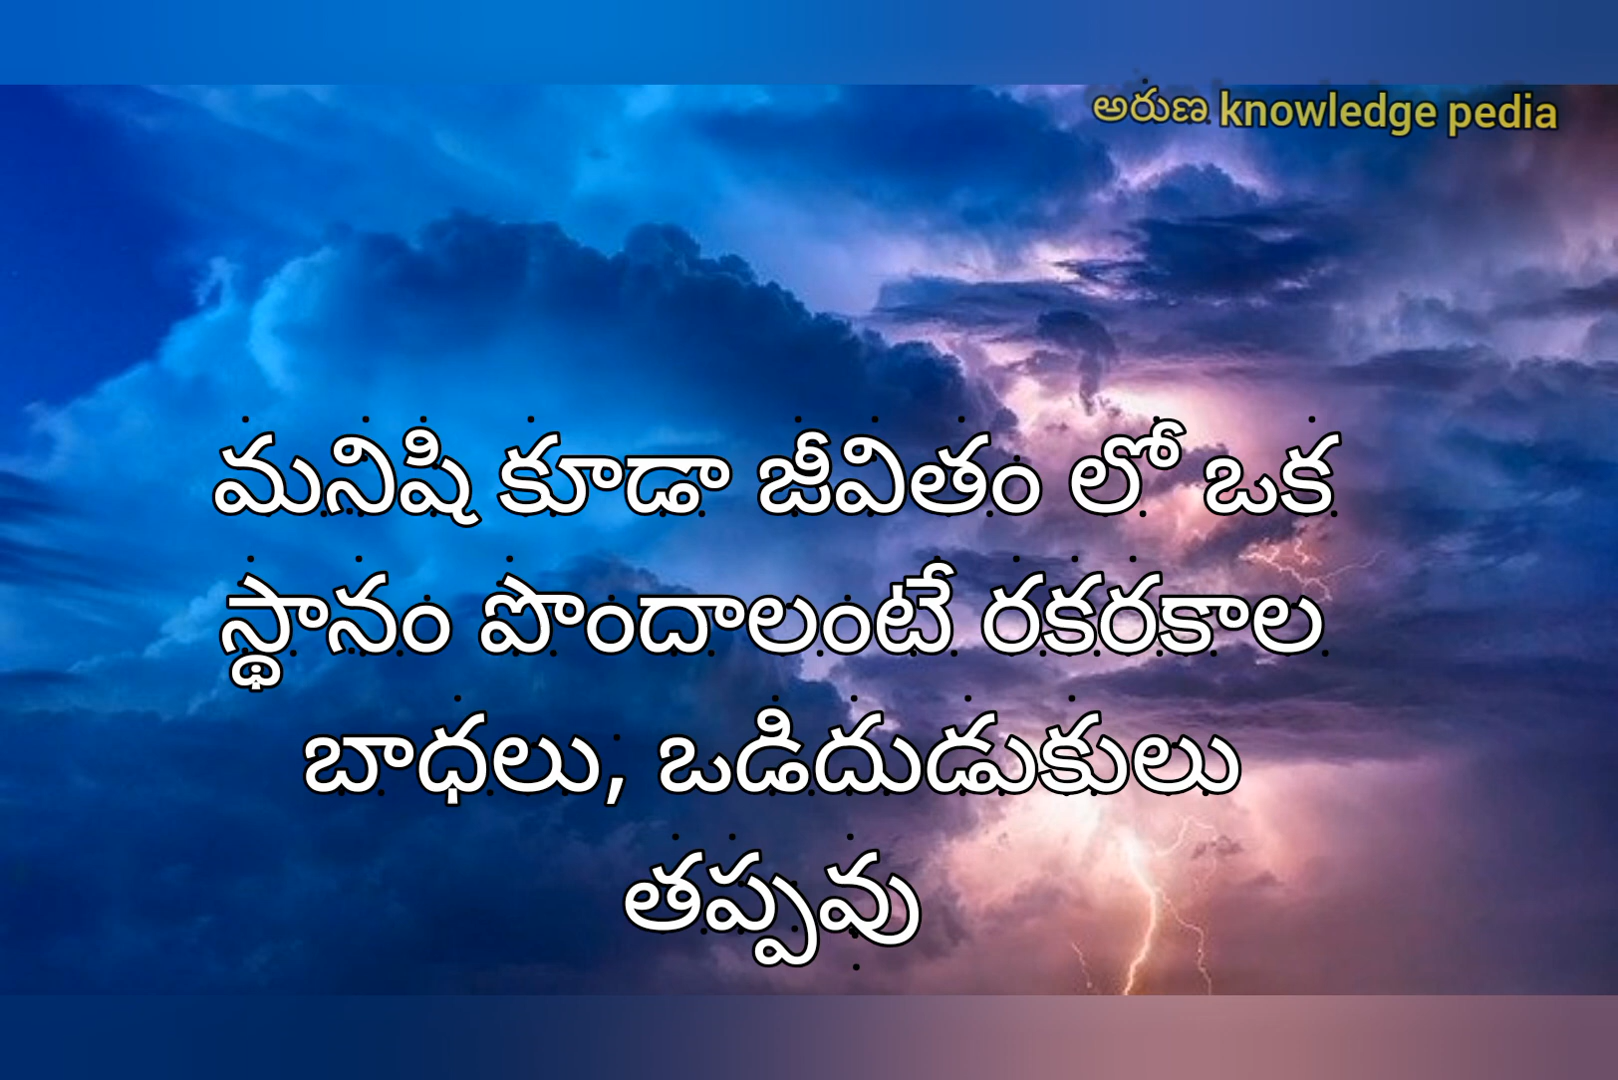 అరుణ knowledge pedia
మనిషి కూడా జీవితం లో ఒక
స్థానం పొందాలంటే రకరకాల
బాధలు, ఒడిదుడుకులు
తప్పవు